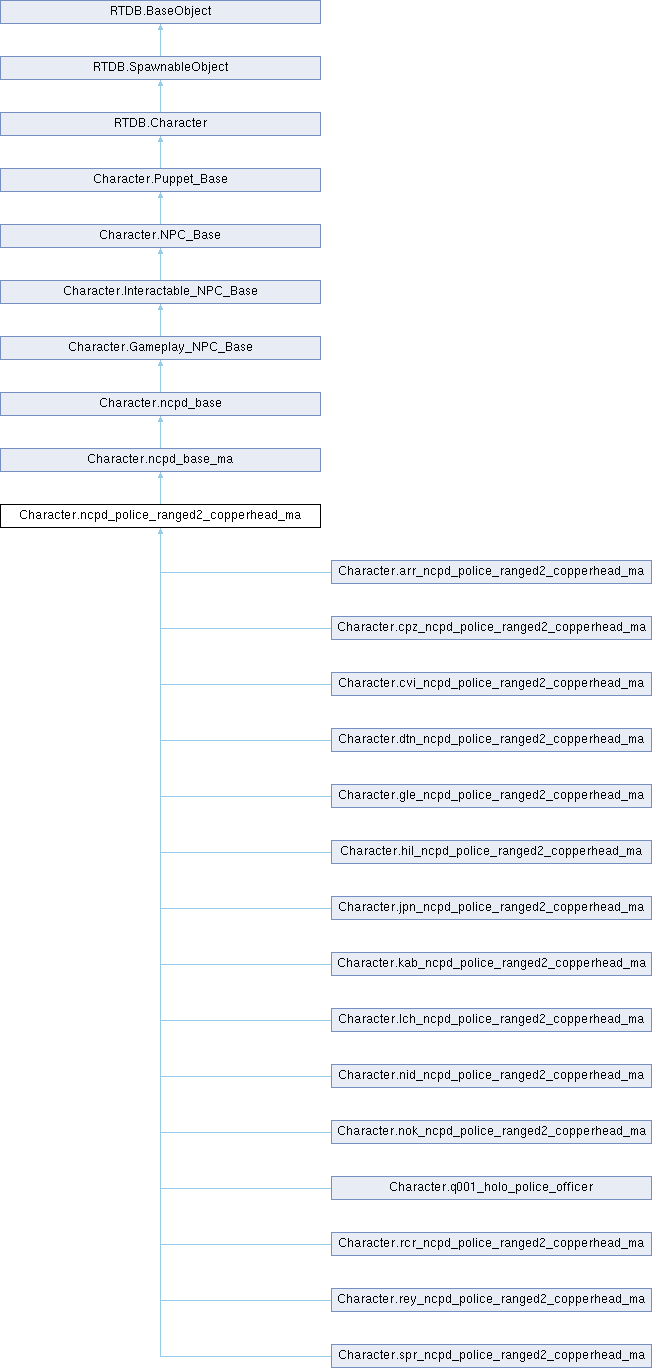 RTDB.BaseObject
RTDB.SpawnableObject
RTDB.Character
Character.Puppet_Base
Character.NPC_Base
Character.Interactable_NPC_Base
Character.Gameplay_NPC_Base
Character.ncpd_base
Character.ncpd_base_ma
Character.ncpd_police_ranged2_copperhead_ma
Character.arr_ncpd_police_ranged2_copperhead_ma
Character.cpz_ncpd_police_ranged2_copperhead_ma
Character.cvi_ncpd_police_ranged2_copperhead_ma
Character.dtn_ncpd_police_ranged2_copperhead_ma
Character.gle_ncpd_police_ranged2_copperhead_ma
Character.hil_ncpd_police_ranged2_copperhead_ma
Character.jpn_ncpd_police_ranged2_copperhead_ma
Character.kab_ncpd_police_ranged2_copperhead_ma
Character.lch_ncpd_police_ranged2_copperhead_ma
Character.nid_ncpd_police_ranged2_copperhead_ma
Character.nok_ncpd_police_ranged2_copperhead_ma
Character.q001_holo_police_officer
Character.rcr_ncpd_police_ranged2_copperhead_ma
Character.rey_ncpd_police_ranged2_copperhead_ma
Character.spr_ncpd_police_ranged2_copperhead_ma